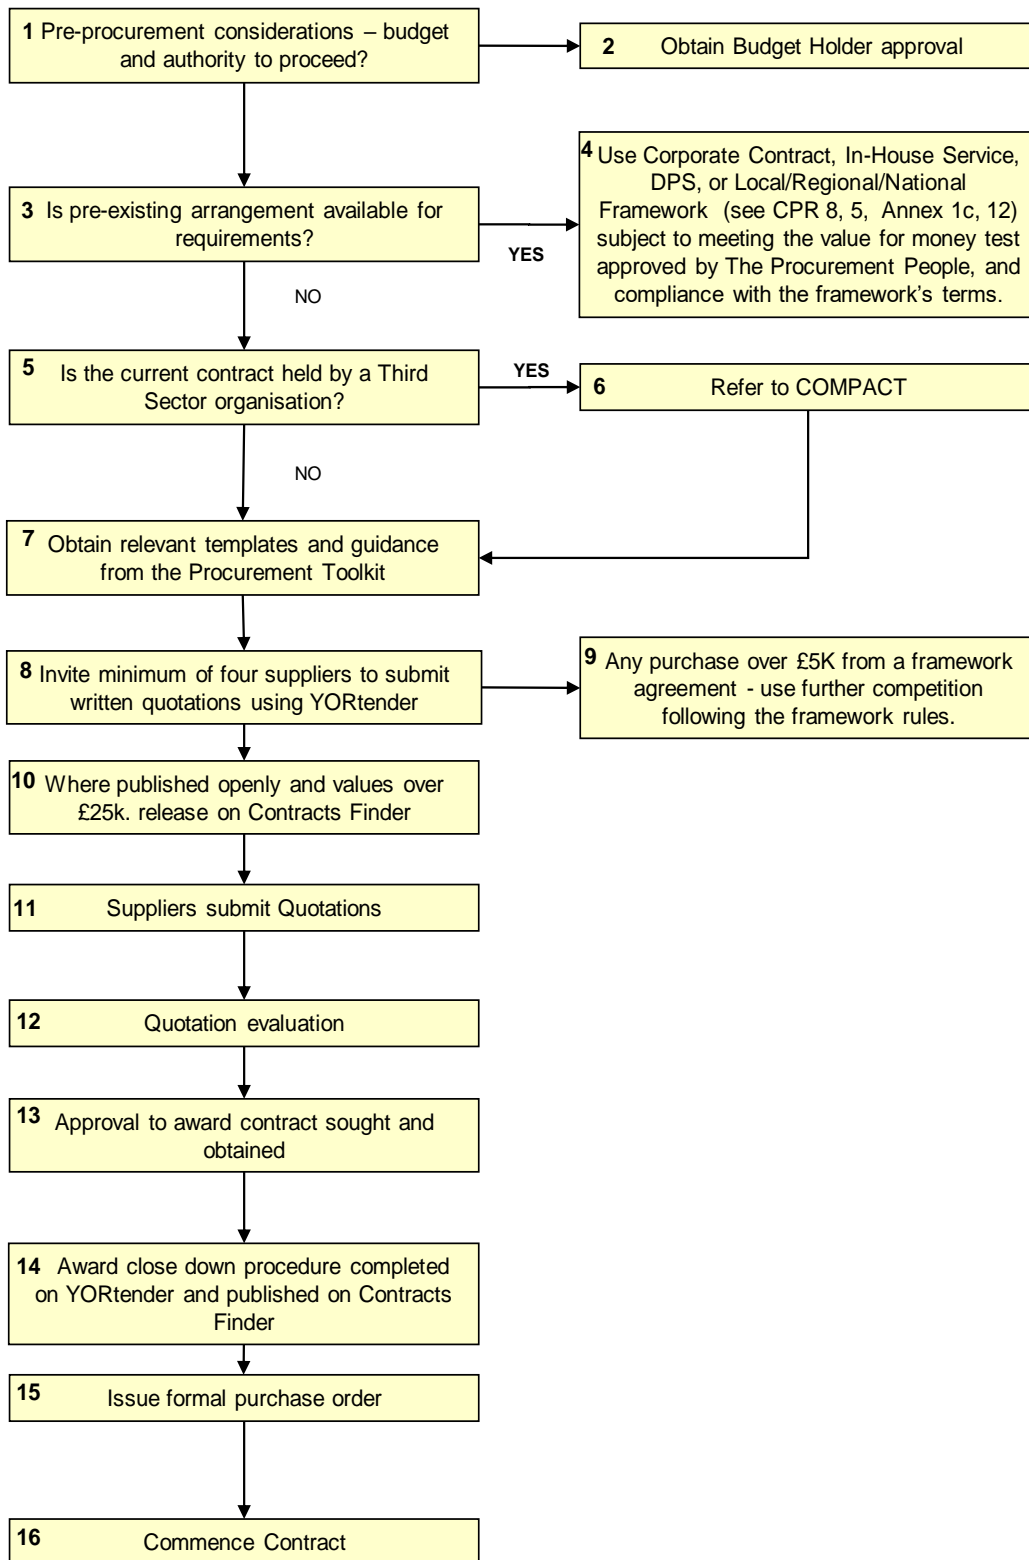 1 Pre-procurement considerations – budget
and authority to proceed?
2 Obtain Budget Holder approval
3 Is pre-existing arrangement available for
requirements?
YES
4 Use Corporate Contract, In-House Service,
DPS, or Local/Regional/National
Framework (see CPR 8, 5, Annex 1c, 12)
subject to meeting the value for money test
approved by The Procurement People, and
compliance with the framework's terms.
NO
5 Is the current contract held by a Third
Sector organisation?
YES
6 Refer to COMPACT
NO
7 Obtain relevant templates and guidance
from the Procurement Toolkit
8 Invite minimum of four suppliers to submit
written quotations using YORtender
9 Any purchase over £5K from a framework
agreement - use further competition
following the framework rules.
10 Where published openly and values over
£25k. release on Contracts Finder
11 Suppliers submit Quotations
12 Quotation evaluation
13 Approval to award contract sought and
obtained
14 Award close down procedure completed
on YORtender and published on Contracts
Finder
15 Issue formal purchase order
16 Commence Contract